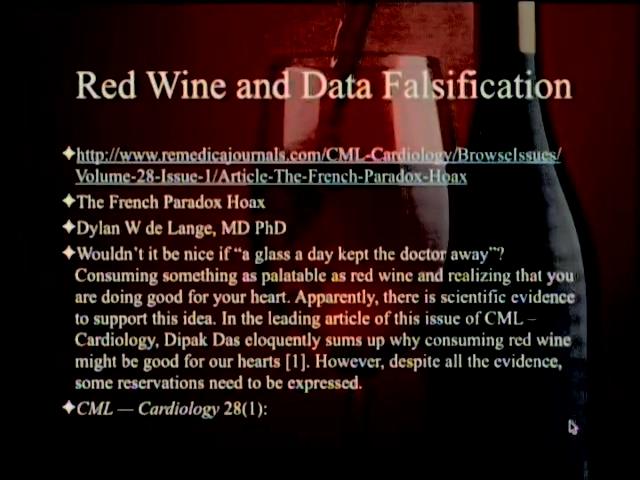 Red Wine and Data Falsification
✦http://www.remedicajournals.com/CML-Cardiology/BrowseIssues/
Volume-28-Issue-1/Article-The-French-Paradox-Hoax
✦The French Paradox Hoax
✦Dylan W de Lange, MD PhD
✦Wouldn't it be nice if "a glass a day kept the doctor away"?
Consuming something as palatable as red wine and realizing that you
are doing good for your heart. Apparently, there is scientific evidence
to support this idea. In the leading article of this issue of CML –
Cardiology, Dipak Das eloquently sums up why consuming red wine
might be good for our hearts [1]. However, despite all the evidence,
some reservations need to be expressed.
✦CML — Cardiology 28(1):